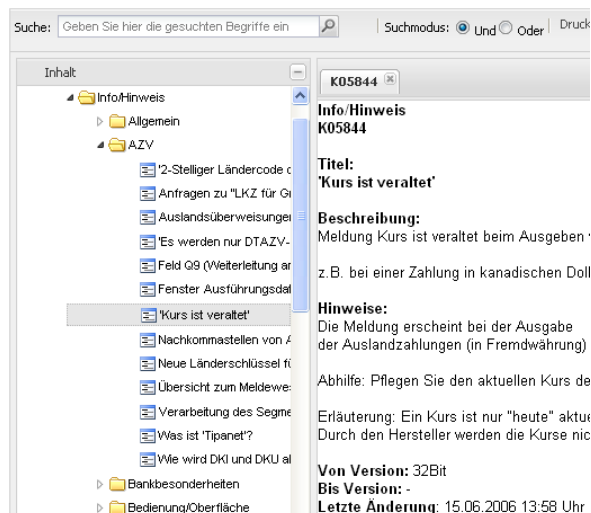 Suche: Geben Sie hier die gesuchten Begriffe ein Suchmodus: Und Oder Druck
Inhalt
Info/Hinweis
Allgemein
AZV
'2-Stelliger Ländercode
Anfragen zu "LKZ für
Auslandsüberweisungen
'Es werden nur DTAZV-
Feld Q9 (Weiterleitung an
Fenster Ausführungsdat
'Kurs ist veraltet'
Nachkommastellen von
Neue Länderschlüssel
Übersicht zum Meldewe
Verarbeitung des Segme
Was ist 'Tipanet'?
Wie wird DKI und DKU
Bankbesonderheiten
Bedienung/Oberfläche
K05844
Info/Hinweis
K05844
Titel:
'Kurs ist veraltet'
Beschreibung:
Meldung Kurs ist veraltet beim Ausgeben
z.B. bei einer Zahlung in kanadischen Doll
Hinweise:
Die Meldung erscheint bei der Ausgabe
der Auslandzahlungen (in Fremdwährung)
Abhilfe: Pflegen Sie den aktuellen Kurs de
Erläuterung: Ein Kurs ist nur "heute" aktue
Durch den Hersteller werden die Kurse nic
Von Version: 32Bit
Bis Version: -
Letzte Änderung: 15.06.2006 13:58 Uhr